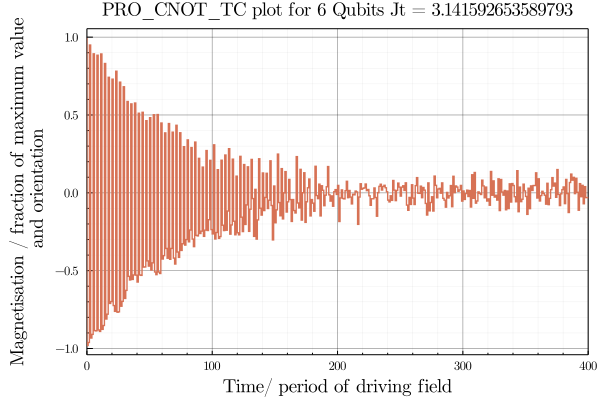 PRO_CNOT_TC plot for 6 Qubits Jt = 3.141592653589793
Magnetisation / fraction of maximum value
and orientation
1.0
0.5
0.0
−0.5
−1.0
0 100 200 300 400
Time/ period of driving field